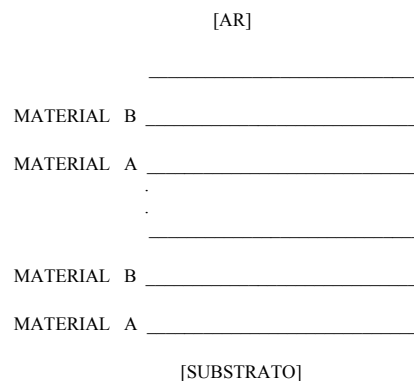 [AR]
MATERIAL B
MATERIAL A
.
.
MATERIAL B
MATERIAL A
[SUBSTRATO]